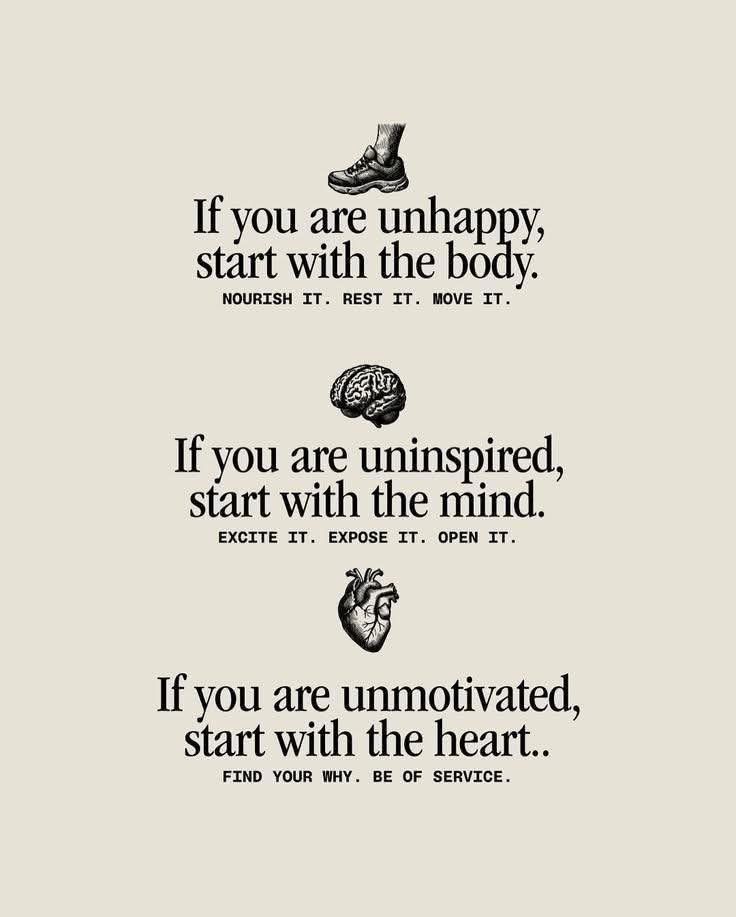 If you are unhappy,
start with the body.
NOURISH IT. REST IT. MOVE IT.
If you are uninspired,
start with the mind.
EXCITE IT. EXPOSE IT. OPEN IT.
If you are unmotivated,
start with the heart..
FIND YOUR WHY. BE OF SERVICE.